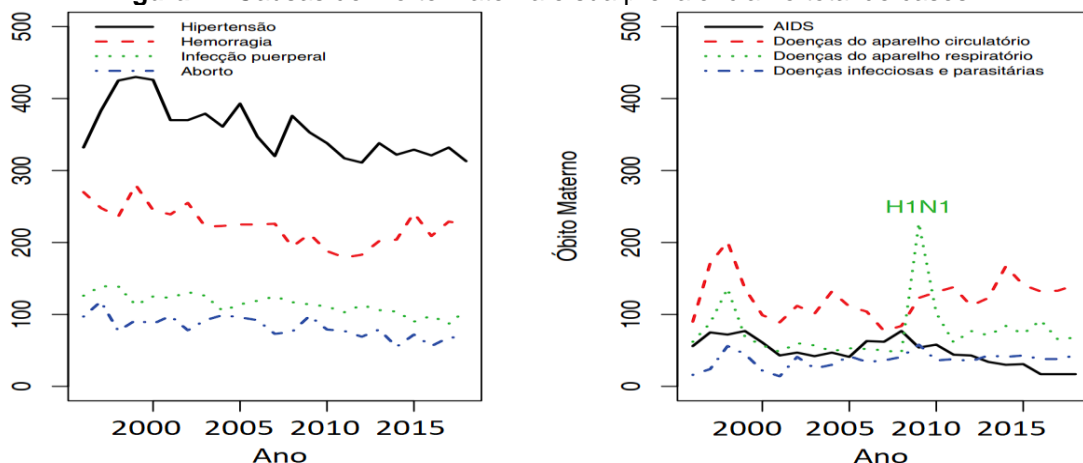 500
400
300
200
100
0
Hipertensão
Hemorragia
Infecção puerperal
Aborto
2000 2005 2010 2015
Ano
Óbito Materno
500
400
300
200
100
0
AIDS
Doenças do aparelho circulatório
Doenças do aparelho respiratório
Doenças infecciosas e parasitárias
H1N1
2000 2005 2010 2015
Ano